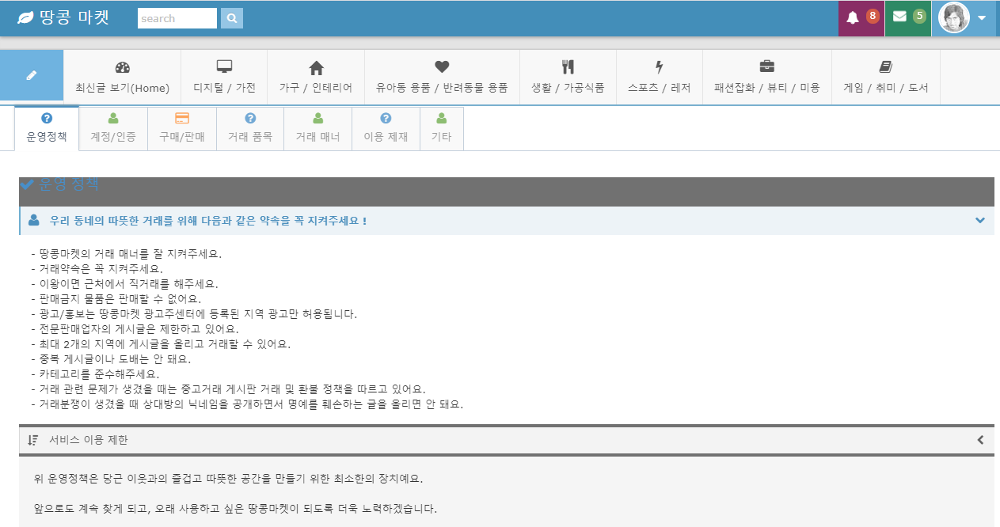 땅콩 마켓
search
8
5
최신글 보기(Home)
디지털 / 가전
가구 / 인테리어
유아동 용품 / 반려동물 용품
생활 / 가공식품
스포즈 / 레저
패션잡화 / 뷰티 / 미용
게임 / 취미 / 도서
운영정책
계정/인증
구매/판매
거래 품목
거래 매너
이용 제재
기타
운영 정책
우리 동네의 따뜻한 거래를 위해 다음과 같은 약속을 꼭 지켜주세요 !
- 땅콩마켓의 거래 매너를 잘 지켜주세요.
- 거래약속은 꼭 지켜주세요.
- 이왕이면 근처에서 직거래를 해주세요.
- 판매금지 물품은 판매할 수 없어요.
- 광고/홍보는 땅콩마켓 광고주센터에 등록된 지역 광고만 허용됩니다.
- 전문판매업자의 게시글은 제한하고 있어요.
- 최대 2개의 지역에 게시글을 올리고 거래할 수 있어요.
- 중복 게시글이나 도배는 안 돼요.
- 카테고리를 준수해주세요.
- 거래 관련 문제가 생겼을 때는 중고거래 게시판 거래 및 환불 정책을 따르고 있어요.
- 거래분쟁이 생겼을 때 상대방의 닉네임을 공개하면서 명예를 훼손하는 글을 올리면 안 돼요.
서비스 이용 제한
위 운영정책은 당근 이웃과의 즐겁고 따뜻한 공간을 만들기 위한 최소한의 장치예요.
앞으로도 계속 찾게 되고, 오래 사용하고 싶은 땅콩마켓이 되도록 더욱 노력하겠습니다.